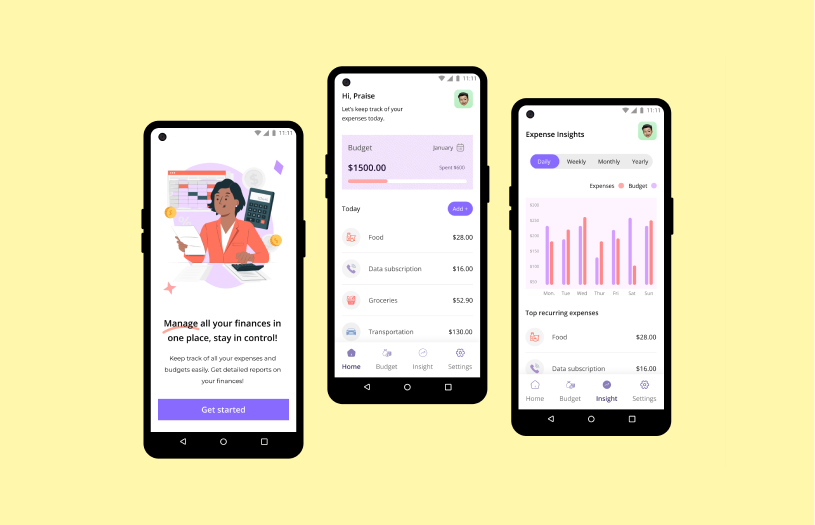 11:11
Manage all your finances in
one place, stay in control!
Keep track of all your expenses and
budgets easily. Get detailed reports on
your finances!
Get started
11:11
Hi, Praise
Let's keep track of your
expenses today.
Budget
January
$1500.00
Spent $600
Today
Add +
Food
$28.00
Data subscription
$16.00
Groceries
$52.90
Transportation
$130.00
Home
Budget
Insight
Settings
11:11
Expense Insights
Daily
Weekly
Monthly
Yearly
Expenses
Budget
$300
$250
$200
$150
$100
$50
Mon
Tue
Wed
Thur
Fri
Sat
Sun
Top recurring expenses
Food
$28.00
Data subscription
$16.00
Home
Budget
Insight
Settings